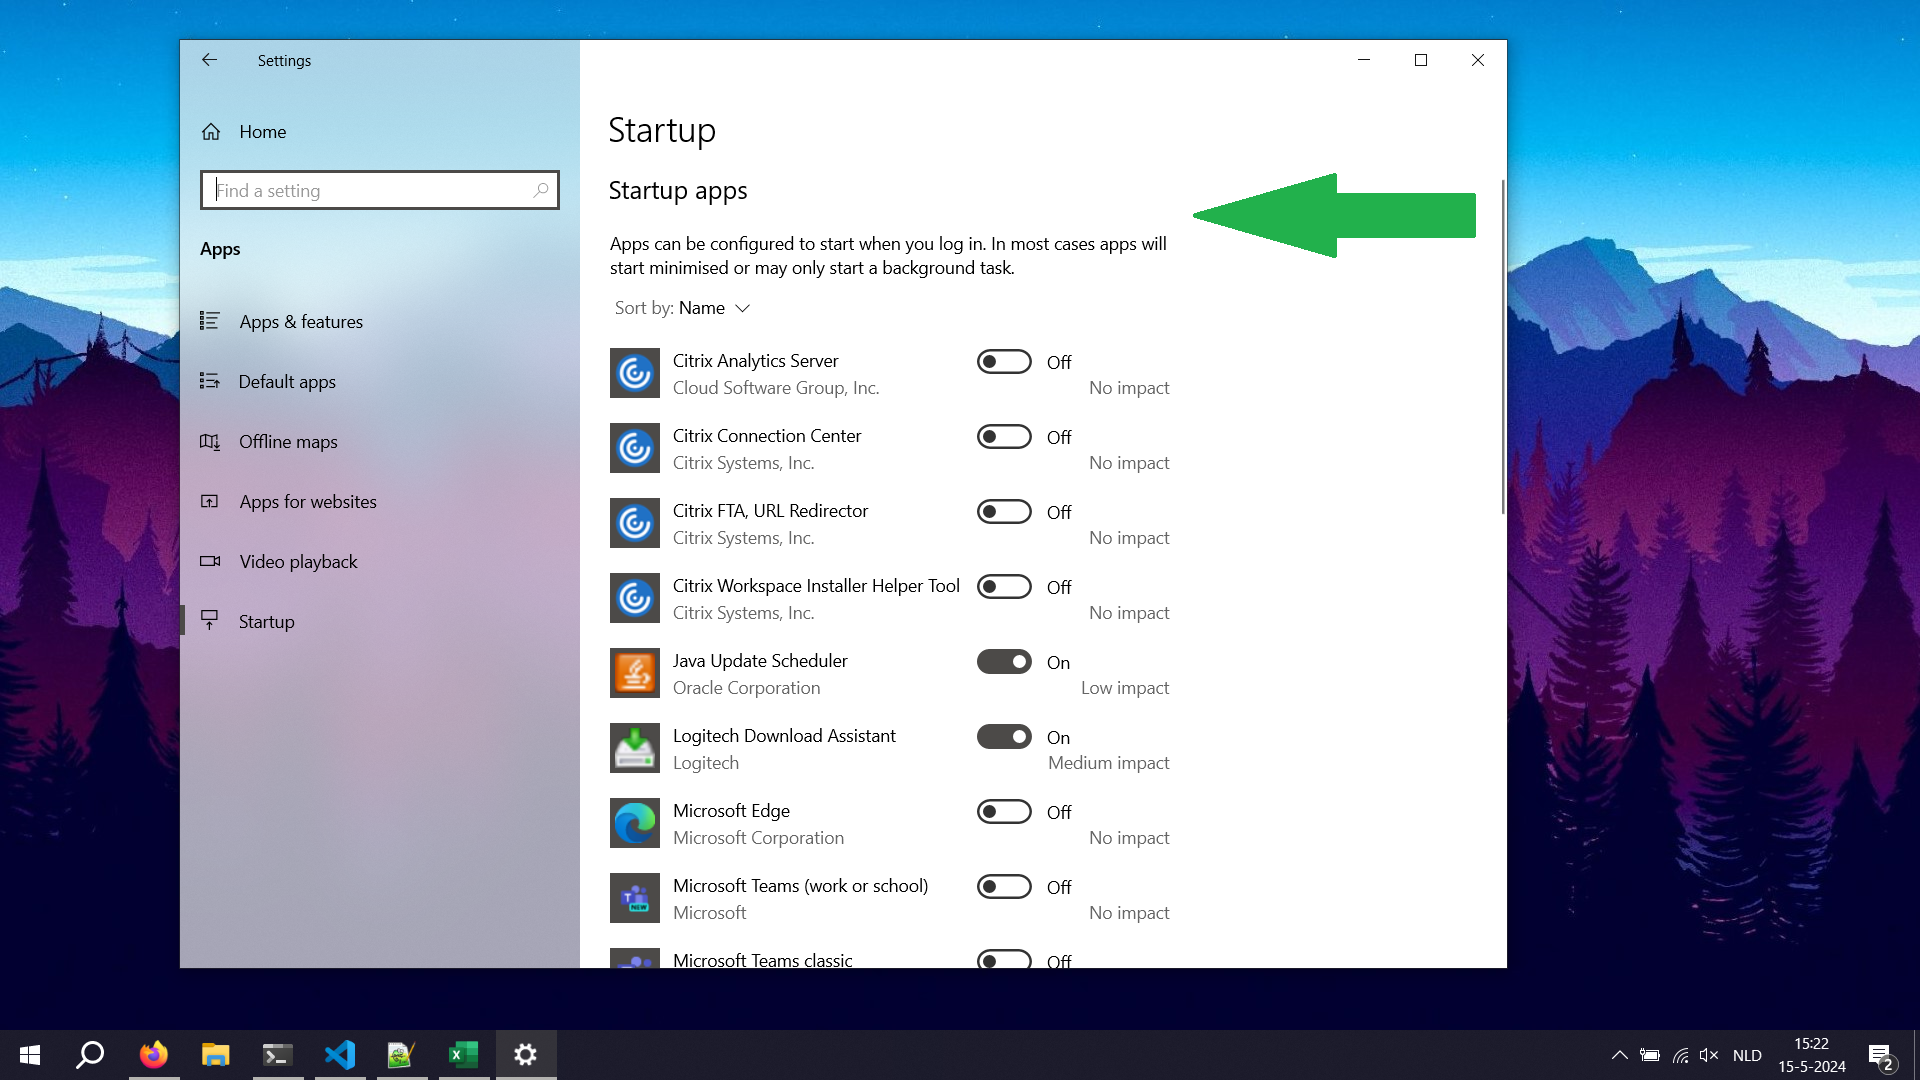 Settings
Home
Find a setting
Apps
Apps & features
Default apps
Offline maps
Apps for websites
Video playback
Startup
Startup
Startup apps
Apps can be configured to start when you log in. In most cases apps will
start minimised or may only start a background task.
Sort by: Name
Citrix Analytics Server
Off
Cloud Software Group, Inc.
No impact
Citrix Connection Center
Off
Citrix Systems, Inc.
No impact
Citrix FTA, URL Redirector
Off
Citrix Systems, Inc.
No impact
Citrix Workspace Installer Helper Tool
Off
Citrix Systems, Inc.
No impact
Java Update Scheduler
On
Oracle Corporation
Low impact
Logitech Download Assistant
On
Logitech
Medium impact
Microsoft Edge
Off
Microsoft Corporation
No impact
Microsoft Teams (work or school)
Off
Microsoft
No impact
NEW
Microsoft Teams classic
Off
NLD
15:22
15-5-2024
2